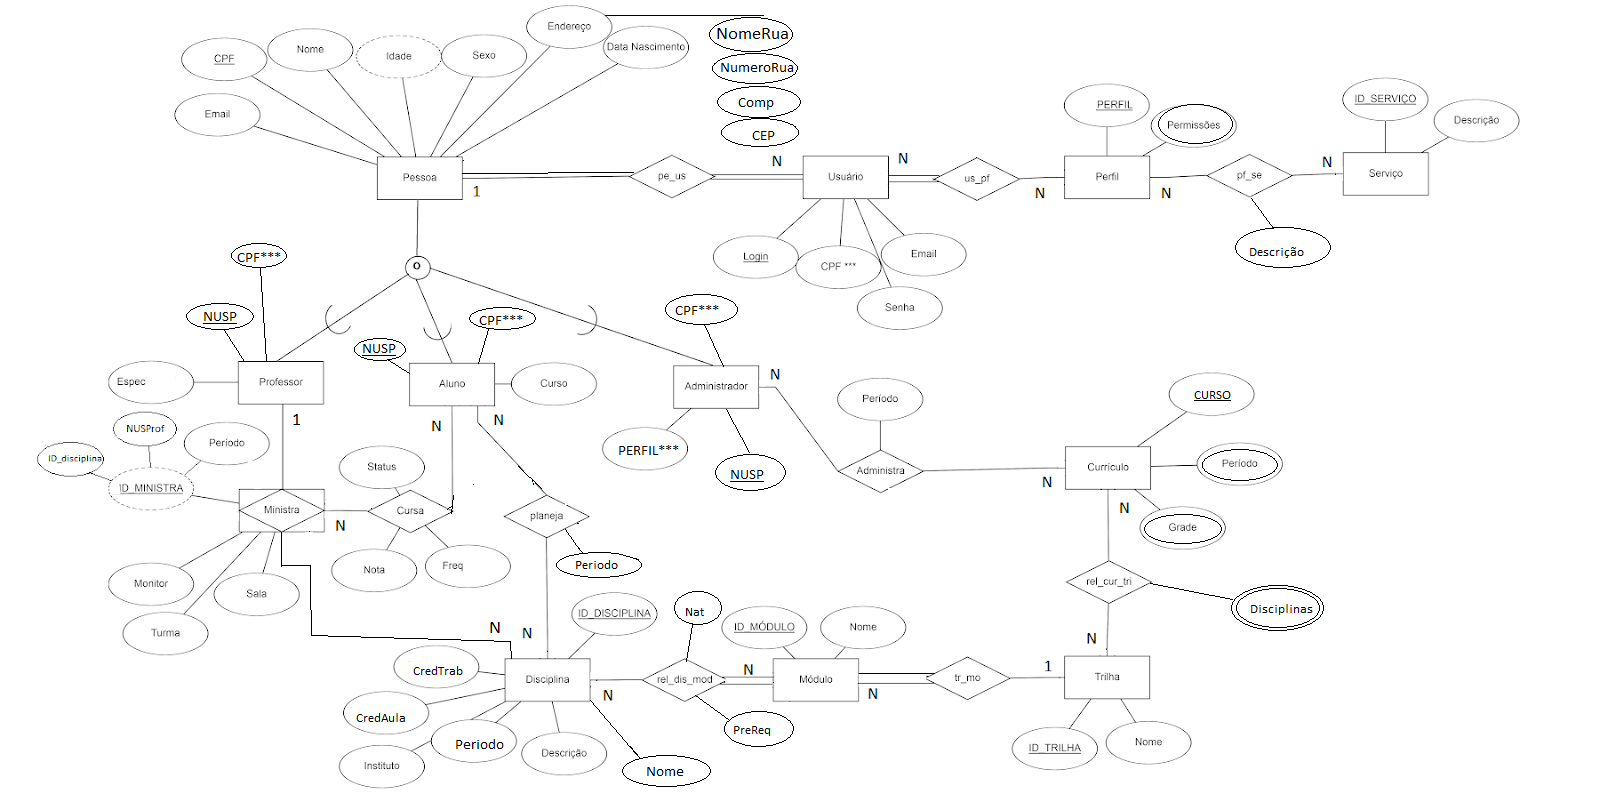 Endereço
NomeRua
CPF
Nome
Idade
Sexo
Data Nascimento
NumeroRua
Email
Comp
CEP
PERFIL
Permissões
ID_SERVIÇO
Descrição
Pessoa
1
pe_us
N
Usuário
N
us_pf
N
Perfil
N
pf_se
N
Serviço
Descrição
Login
CPF ***
Email
Senha
O
CPF***
NUSP
CPF***
NUSP
CPF***
Espec
Professor
1
Aluno
Curso
N
N
Administrador
N
PERFIL***
NUSP
Período
Administra
CURSO
Currículo
N
Período
Grade
N
NUSProf
ID_disciplina
Período
ID_MINISTRA
Ministra
N
Status
Cursa
Nota
Freq
planeja
Periodo
Monitor
Sala
Turma
rel_cur_tri
Disciplinas
N
N
N
ID_DISCIPLINA
Nat
ID_MÓDULO
Nome
CredTrab
Disciplina
N
rel_dis_mod
N
Módulo
N
tr_mo
1
Trilha
CredAula
Periodo
Instituto
Descrição
Nome
PreReq
ID_TRILHA
Nome